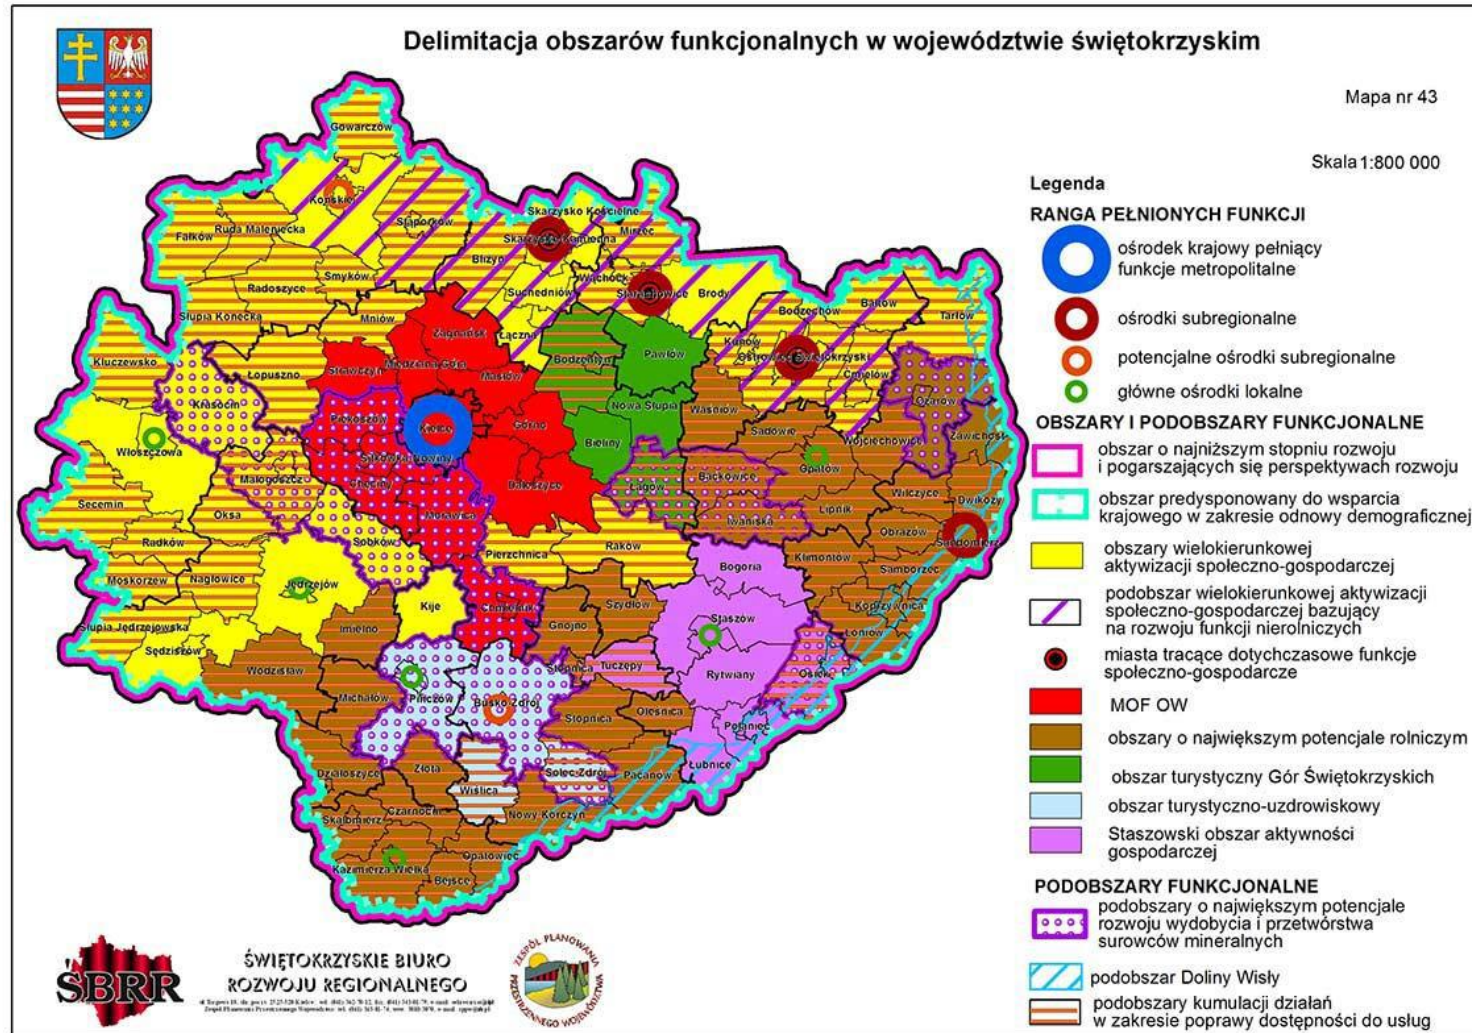 Delimitacja obszarów funkcjonalnych w województwie świętokrzyskim
Mapa nr 43
Skala 1:800 000
Legenda
RANGA PEŁNIONYCH FUNKCJI
ośrodek krajowy pełniący
funkcje metropolitalne
ośrodki subregionalne
potencjalne ośrodki subregionalne
główne ośrodki lokalne
OBSZARY I PODOBSZARY FUNKCJONALNE
obszar o najniższym stopniu rozwoju
i pogarszających się perspektywach rozwoju
obszar predysponowany do wsparcia
krajowego w zakresie odnowy demograficznej
obszary wielokierunkowej
aktywizacji społeczno-gospodarczej
podobszar wielokierunkowej aktywizacji
społeczno-gospodarczej bazujący
na rozwoju funkcji nierolniczych
miasta tracące dotychczasowe funkcje
społeczno-gospodarcze
MOF OW
obszary o największym potencjale rolniczym
obszar turystyczny Gór Świętokrzyskich
obszar turystyczno-uzdrowiskowy
Staszowski obszar aktywności
gospodarczej
PODOBSZARY FUNKCJONALNE
podobszary o największym potencjale
rozwoju wydobycia i przetwórstwa
surowców mineralnych
podobszar Doliny Wisły
podobszary kumulacji działań
w zakresie poprawy dostępności do usług
Gowarczów
Końskie
Stąporków
Ruda Maleniecka
Fałków
Smyków
Radoszyce
Słupia Konecka
Skarżysko Kościelne
Skarżysko-Kamienna
Mirzec
Bliżyn
Wąchock
Suchedniów
Starachowice
Brody
Mniów
Łączna
Zagnańsk
Bodzechów
Bałtów
Tarłów
Kunów
Ostrowiec Świętokrzyski
Ćmielów
Kluczewsko
Łopuszno
Strawczyn
Miedziana Góra
Masłów
Bodzentyn
Pawłów
Krasocin
Piekoszów
Kielce
Górno
Nowa Słupia
Waśniów
Ożarów
Sadowie
Wojciechowice
Zawichost
Włoszczowa
Bieliny
Sitkówka-Nowiny
Opatów
Małogoszcz
Chęciny
Daleszyce
Łagów
Baćkowice
Wilczyce
Dwikozy
Secemin
Oksa
Morawica
Iwaniska
Lipnik
Obrazów
Sandomierz
Radków
Sobków
Pierzchnica
Raków
Klimontów
Samborzec
Moskorzew
Nagłowice
Jędrzejów
Bogoria
Kije
Chmielnik
Szydłów
Staszów
Koprzywnica
Słupia Jędrzejowska
Imielno
Gnojno
Łoniów
Sędziszów
Wodzisław
Stopnica
Tuczępy
Rytwiany
Osiek
Michałów
Pińczów
Busko-Zdrój
Stopnica
Oleśnica
Połaniec
Działoszyce
Złota
Solec-Zdrój
Pacanów
Łubnice
Wiślica
Skalbmierz
Czarnocin
Nowy Korczyn
Kazimierza Wielka
Opatowiec
Bejsce
ŚBRR
ŚWIĘTOKRZYSKIE BIURO
ROZWOJU REGIONALNEGO
ZESPÓŁ PLANOWANIA
PRZESTRZENNEGO WOJEWÓDZTWA